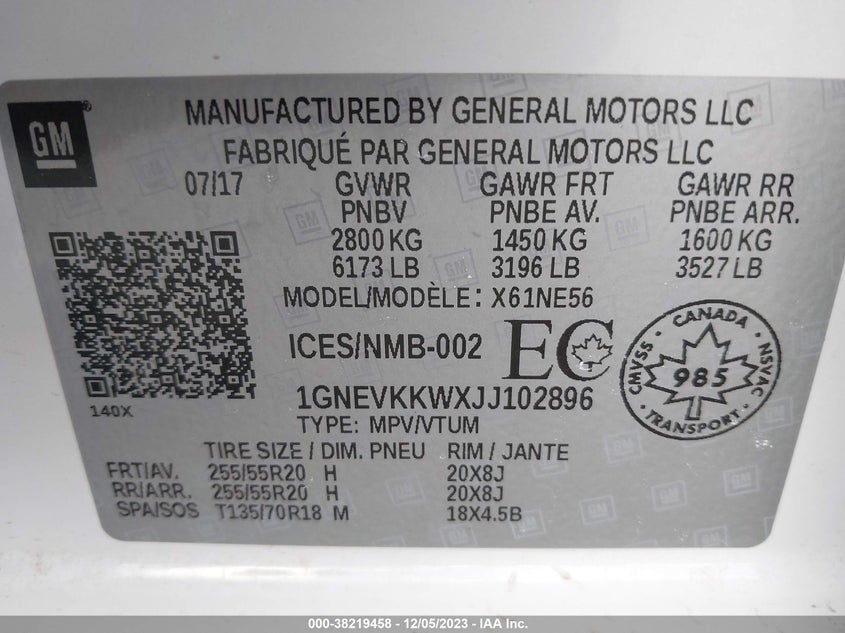 GM ®
MANUFACTURED BY GENERAL MOTORS LLC
FABRIQUÉ PAR GENERAL MOTORS LLC
07/17 GVWR GAWR FRT GAWR RR
PNBV PNBE AV. PNBE ARR.
2800 KG 1450 KG 1600 KG
6173 LB 3196 LB 3527 LB
MODEL/MODÈLE: X61NE56
ICES/NMB-002 EC
CANADA
CMVSS 985 NSVAC
TRANSPORT
1GNEVKKWXJJ102896
140X
TYPE: MPV/VTUM
TIRE SIZE / DIM. PNEU RIM / JANTE
FRT/AV. 255/55R20 H 20X8J
RR/ARR. 255/55R20 H 20X8J
SPA/SOS T135/70R18 M 18X4.5B
000-38219458 - 12/05/2023 - IAA Inc.